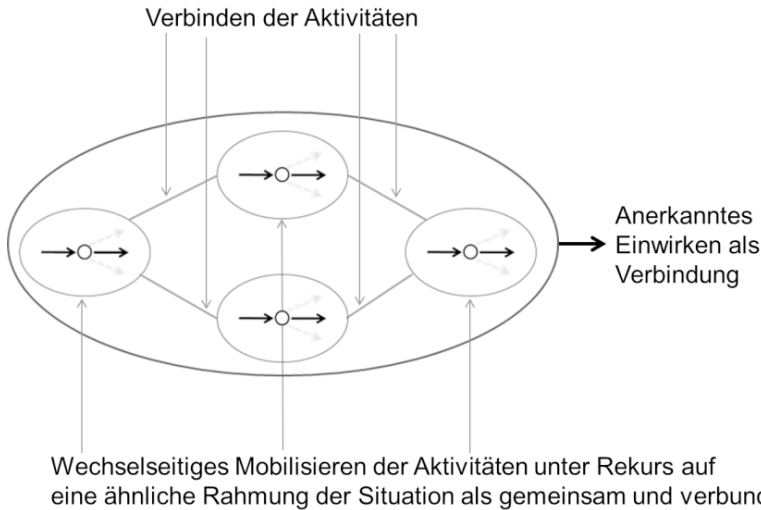 Verbinden der Aktivitäten
Anerkanntes
Einwirken als
Verbindung
Wechselseitiges Mobilisieren der Aktivitäten unter Rekurs auf
eine ähnliche Rahmung der Situation als gemeinsam und